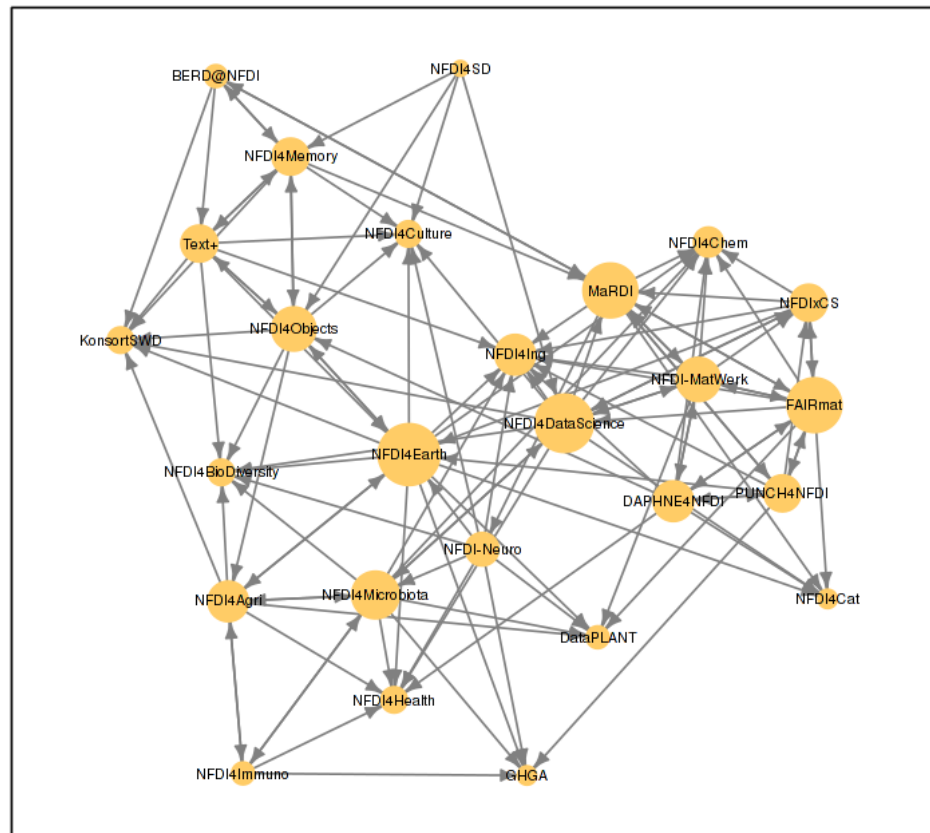 BERD@NFDI
NFDI4SD
NFDI4Memory
Text+
NFDI4Culture
NFDI4Chem
MaRDI
NFDIxCS
KonsortSWD
NFDI4Objects
NFDI4Ing
NFDI-MatWerk
FAIRmat
NFDI4DataScience
NFDI4Earth
NFDI4BioDiversity
DAPHNE4NFDI
PUNCH4NFDI
NFDI-Neuro
NFDI4Agri
NFDI4Microbiota
NFDI4Cat
DataPLANT
NFDI4Health
NFDI4Immuno
GHGA